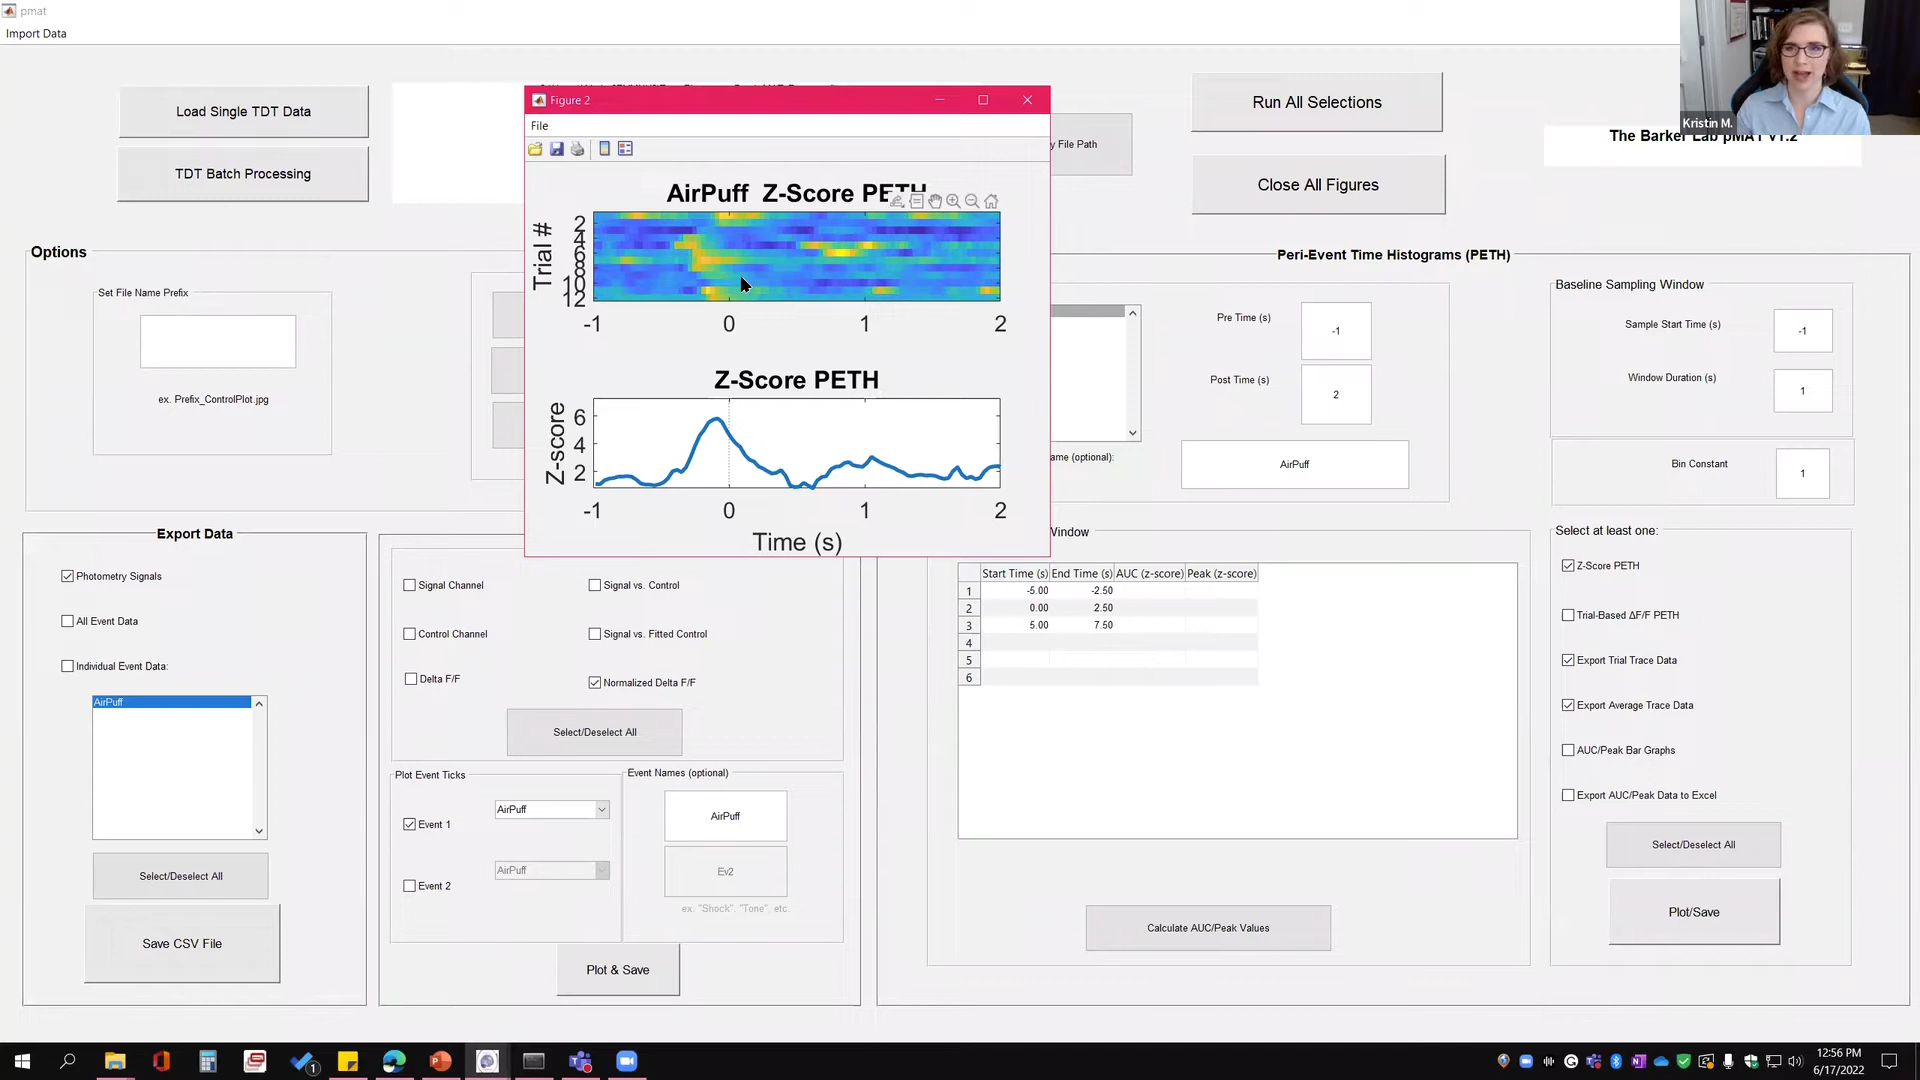 pmat
Import Data
Kristin M.
Load Single TDT Data
TDT Batch Processing
Run All Selections
Close All Figures
y File Path
The Barker Lab pMAT v1.2
Figure 2
File
AirPuff Z-Score PETH
Trial #
2
4
6
8
10
12
-1 0 1 2
Z-Score PETH
Z-score
6
4
2
-1 0 1 2
Time (s)
Options
Set File Name Prefix
ex. Prefix_ControlPlot.jpg
Peri-Event Time Histograms (PETH)
Pre Time (s)
-1
Post Time (s)
2
ame (optional):
AirPuff
Baseline Sampling Window
Sample Start Time (s)
-1
Window Duration (s)
1
Bin Constant
1
Export Data
Photometry Signals
All Event Data
Individual Event Data:
AirPuff
Select/Deselect All
Save CSV File
Signal Channel
Signal vs. Control
Control Channel
Signal vs. Fitted Control
Delta F/F
Normalized Delta F/F
Select/Deselect All
Plot Event Ticks
Event 1
AirPuff
Event 2
AirPuff
Event Names (optional)
AirPuff
Ev2
ex. "Shock", "Tone", etc.
Plot & Save
Window
Start Time (s) End Time (s) AUC (z-score) Peak (z-score)
1 -5.00 -2.50
2 0.00 2.50
3 5.00 7.50
4
5
6
Calculate AUC/Peak Values
Select at least one:
Z-Score PETH
Trial-Based ΔF/F PETH
Export Trial Trace Data
Export Average Trace Data
AUC/Peak Bar Graphs
Export AUC/Peak Data to Excel
Select/Deselect All
Plot/Save
1
12:56 PM
6/17/2022